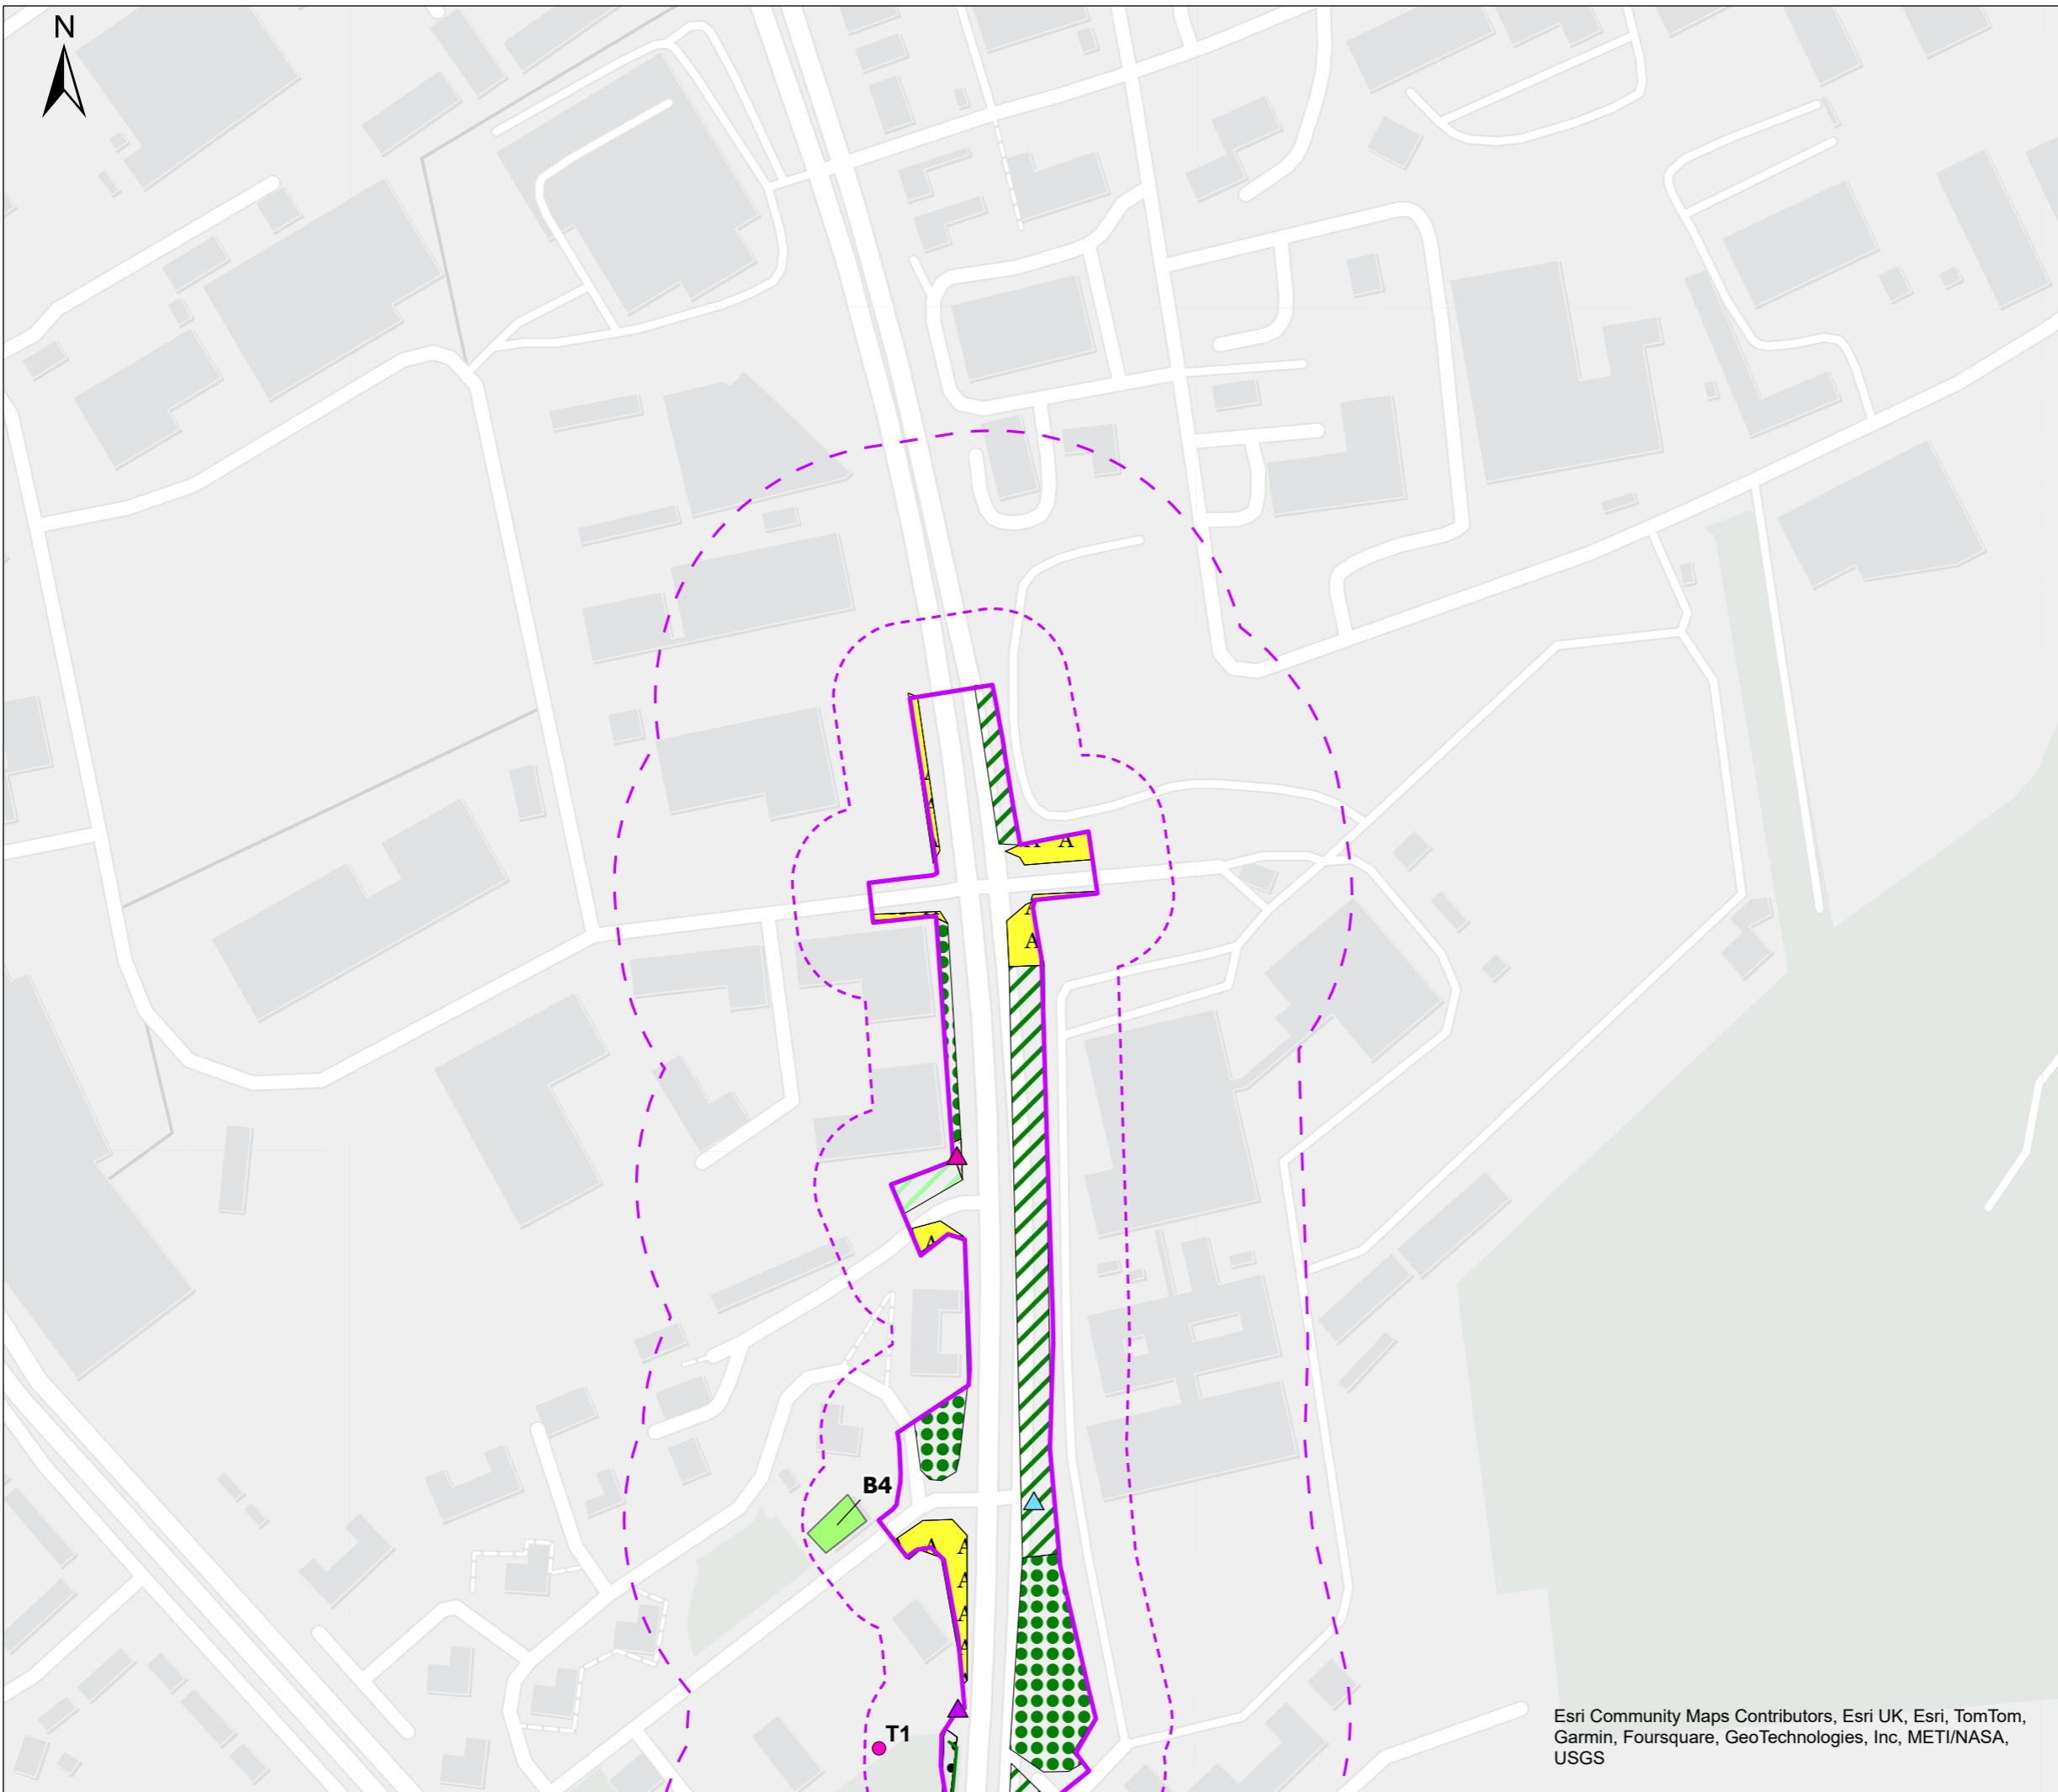 N
A
A
A A
A
A
A
B4
A A
A
A
A
T1
Esri Community Maps Contributors, Esri UK, Esri, TomTom,
Garmin, Foursquare, GeoTechnologies, Inc, METI/NASA,
USGS